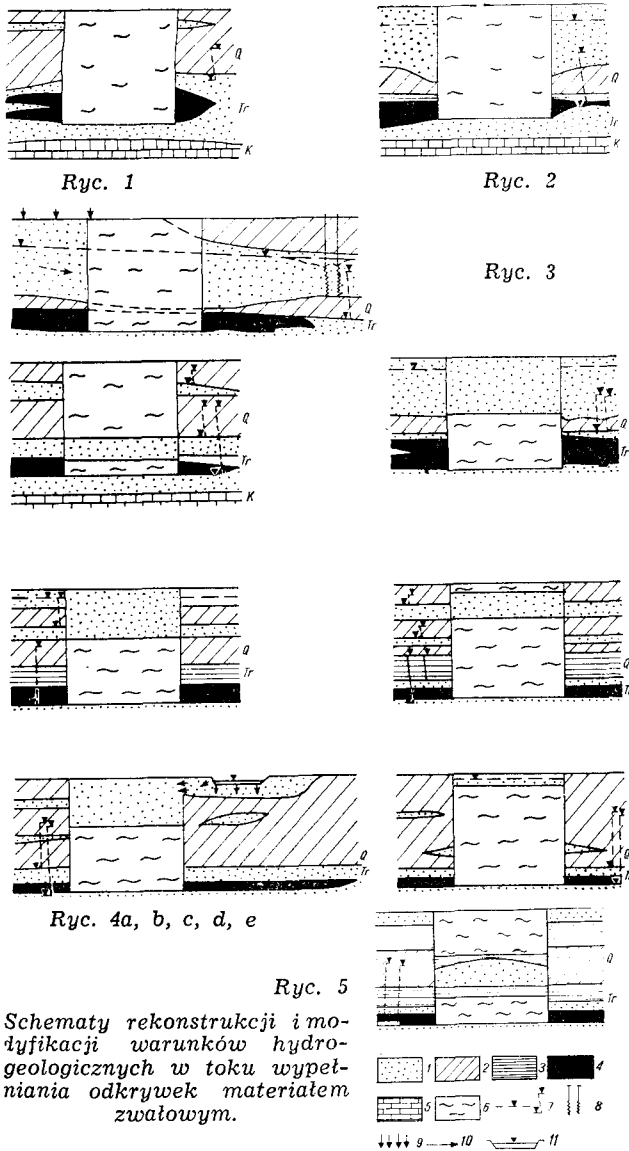 Q
Tr
K
Ryc. 1
Q
Tr
K
Ryc. 2
Q
Tr
Ryc. 3
Q
Tr
K
Q
Tr
Q
Tr
Q
Tr
Q
Tr
Q
Tr
Ryc. 4a, b, c, d, e
Q
Tr
Ryc. 5
Schematy rekonstrukcji i mo-
dyfikacji warunków hydro-
geologicznych w toku wypeł-
niania odkrywek materiałem
zwałowym.
1 2 3 4
5 6 7 8
9 10 11